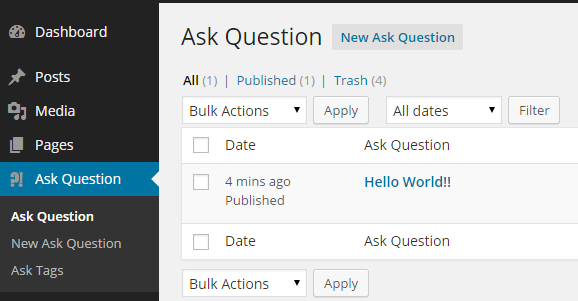 Dashboard
Posts
Media
Pages
Ask Question
Ask Question
New Ask Question
Ask Tags
Ask Question New Ask Question
All (1) | Published (1) | Trash (4)
Bulk Actions Apply All dates Filter
Date Ask Question
4 mins ago Hello World!!
Published
Date Ask Question
Bulk Actions Apply